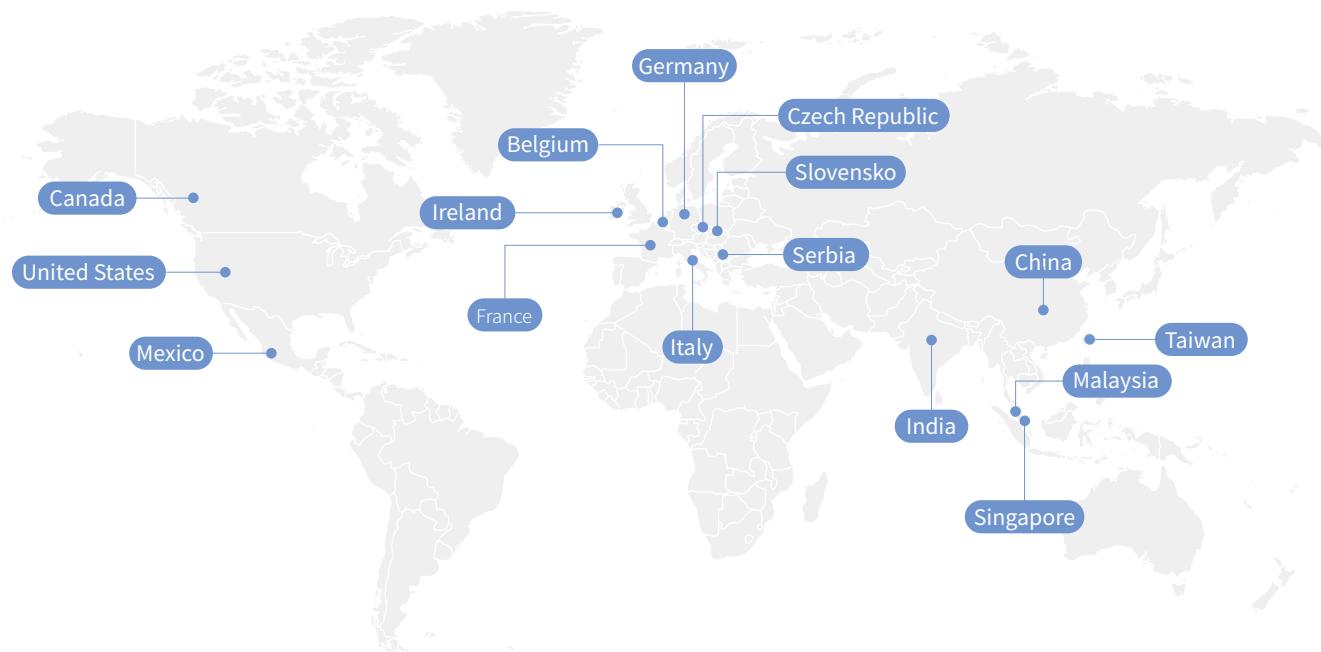 Germany
Czech Republic
Belgium
Slovensko
Canada
Ireland
Serbia
China
United States
France
Taiwan
Italy
Mexico
Malaysia
India
Singapore